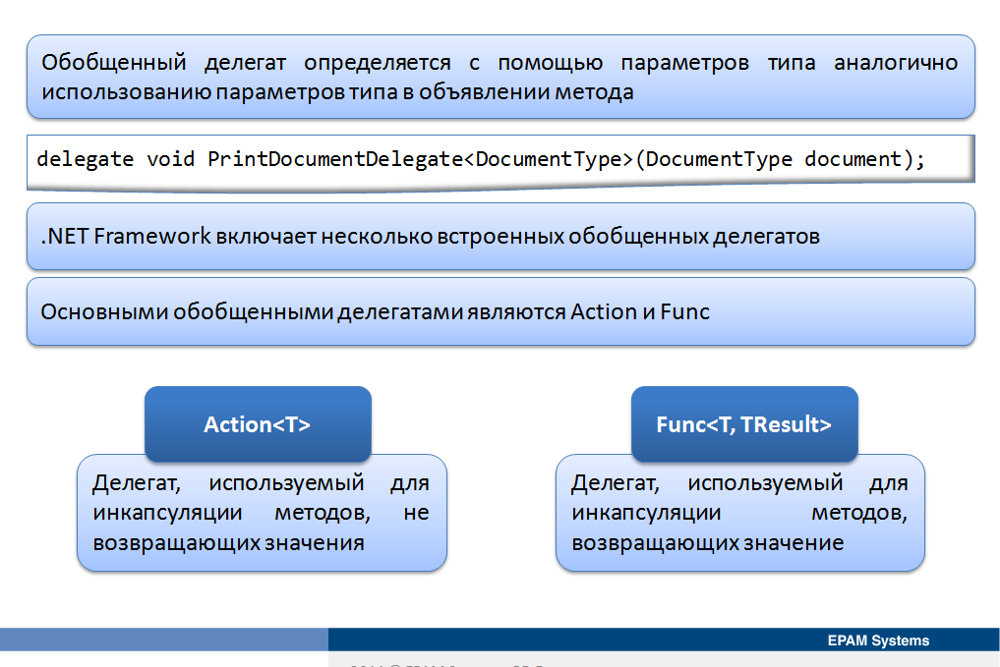 Обобщенный делегат определяется с помощью параметров типа аналогично
использованию параметров типа в объявлении метода
delegate void PrintDocumentDelegate<DocumentType>(DocumentType document);
.NET Framework включает несколько встроенных обобщенных делегатов
Основными обобщенными делегатами являются Action и Func
Action<T>
Делегат, используемый для
инкапсуляции методов, не
возвращающих значения
Func<T, TResult>
Делегат, используемый для
инкапсуляции методов,
возвращающих значение
EPAM Systems